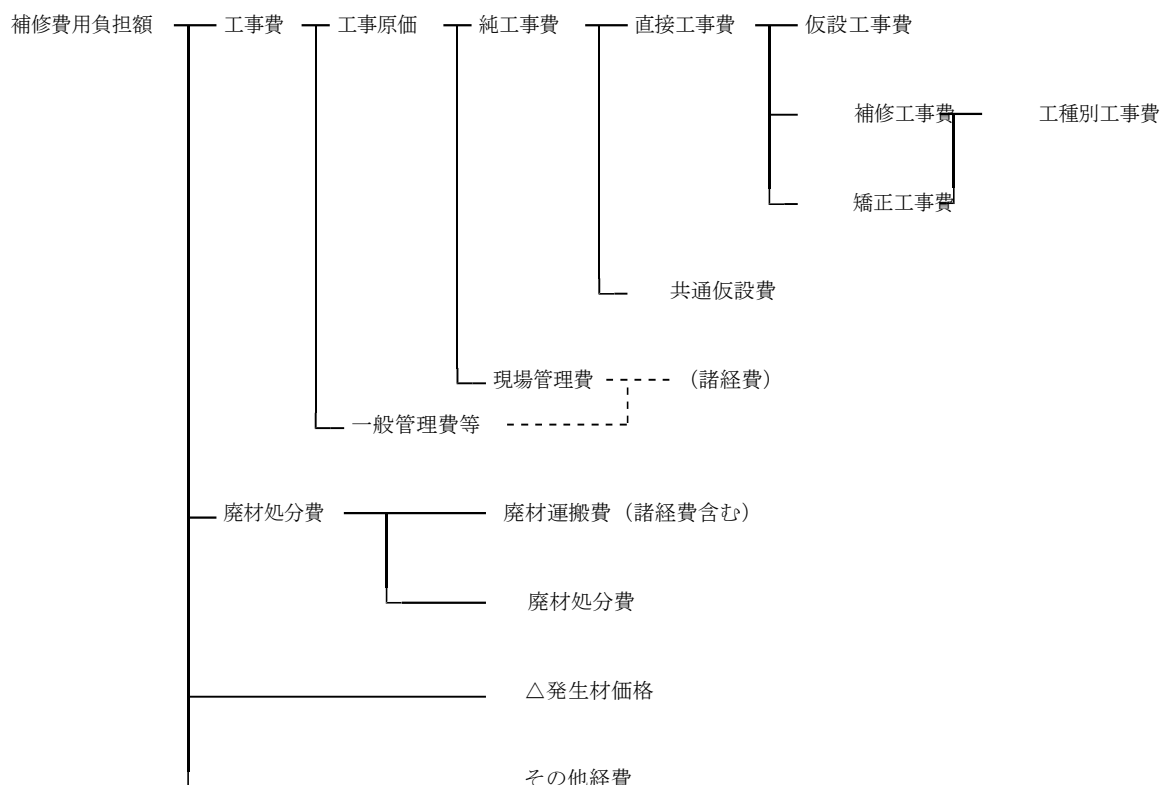 補修費用負担額 工事費 工事原価 純工事費 直接工事費 仮設工事費
補修工事費 工種別工事費
矯正工事費
共通仮設費
現場管理費 （諸経費）
一般管理費等
廃材処分費 廃材運搬費（諸経費含む）
廃材処分費
△発生材価格
その他経費